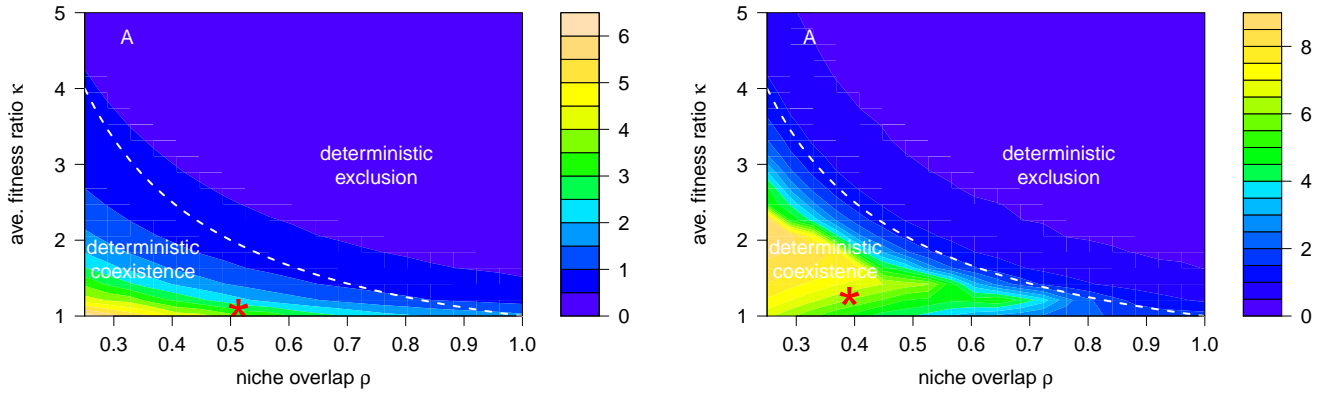 A
deterministic
exclusion
deterministic
coexistence
ave. fitness ratio κ
5
4
3
2
1
0.3 0.4 0.5 0.6 0.7 0.8 0.9 1.0
niche overlap ρ
6
5
4
3
2
1
0
A
deterministic
exclusion
deterministic
coexistence
ave. fitness ratio κ
5
4
3
2
1
0.3 0.4 0.5 0.6 0.7 0.8 0.9 1.0
niche overlap ρ
8
6
4
2
0